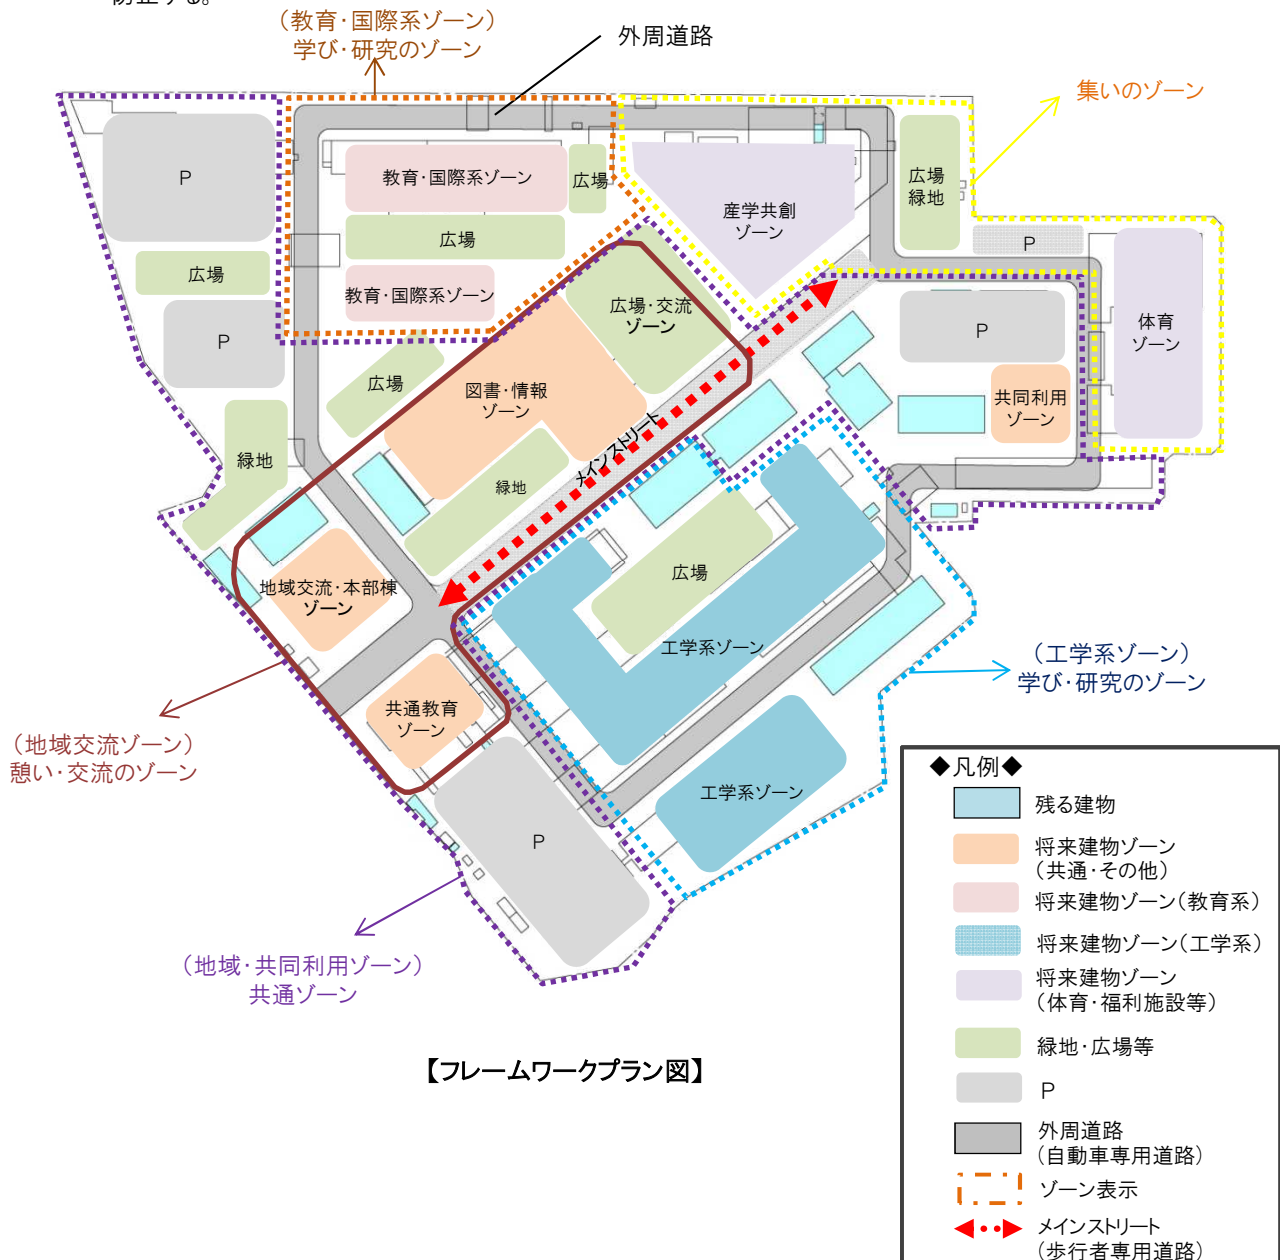 防止する。
（教育・国際系ゾーン）
学び・研究のゾーン
外周道路
集いのゾーン
P
教育・国際系ゾーン
広場
産学共創
ゾーン
広場
緑地
広場
P
広場
教育・国際系ゾーン
広場・交流
ゾーン
P
P
体育
ゾーン
広場
図書・情報
ゾーン
共同利用
ゾーン
メインストリート
緑地
緑地
広場
地域交流・本部棟
ゾーン
工学系ゾーン
（工学系ゾーン）
学び・研究のゾーン
共通教育
ゾーン
（地域交流ゾーン）
憩い・交流のゾーン
工学系ゾーン
P
（地域・共同利用ゾーン）
共通ゾーン
◆凡例◆
残る建物
将来建物ゾーン
（共通・その他）
将来建物ゾーン（教育系）
将来建物ゾーン（工学系）
将来建物ゾーン
（体育・福利施設等）
緑地・広場等
P
外周道路
（自動車専用道路）
ゾーン表示
メインストリート
（歩行者専用道路）
【フレームワークプラン図】